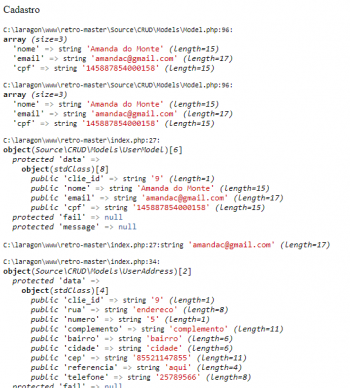 Cadastro
C:\laragon\www\retro-master\Source\CRUD\Models\Model.php:96:
array (size=3)
'nome' => string 'Amanda do Monte' (length=15)
'email' => string 'amandac@gmail.com' (length=17)
'cpf' => string '145887854000158' (length=15)
C:\laragon\www\retro-master\Source\CRUD\Models\Model.php:96:
array (size=3)
'nome' => string 'Amanda do Monte' (length=15)
'email' => string 'amandac@gmail.com' (length=17)
'cpf' => string '145887854000158' (length=15)
C:\laragon\www\retro-master\index.php:27:
object(Source\CRUD\Models\UserModel)[6]
protected 'data' =>
object(stdClass)[8]
public 'clie_id' => string '9' (length=1)
public 'nome' => string 'Amanda do Monte' (length=15)
public 'email' => string 'amandac@gmail.com' (length=17)
public 'cpf' => string '145887854000158' (length=15)
protected 'fail' => null
protected 'message' => null
C:\laragon\www\retro-master\index.php:27:string 'amandac@gmail.com' (length=17)
C:\laragon\www\retro-master\index.php:34:
object(Source\CRUD\Models\UserAddress)[2]
protected 'data' =>
object(stdClass)[4]
public 'clie_id' => string '9' (length=1)
public 'rua' => string 'endereco' (length=8)
public 'numero' => string '5' (length=1)
public 'complemento' => string 'complemento' (length=11)
public 'bairro' => string 'bairro' (length=6)
public 'cidade' => string 'cidade' (length=6)
public 'cep' => string '85521147855' (length=11)
public 'referencia' => string 'aqui' (length=4)
public 'telefone' => string '25789566' (length=8)
protected 'fail' => null